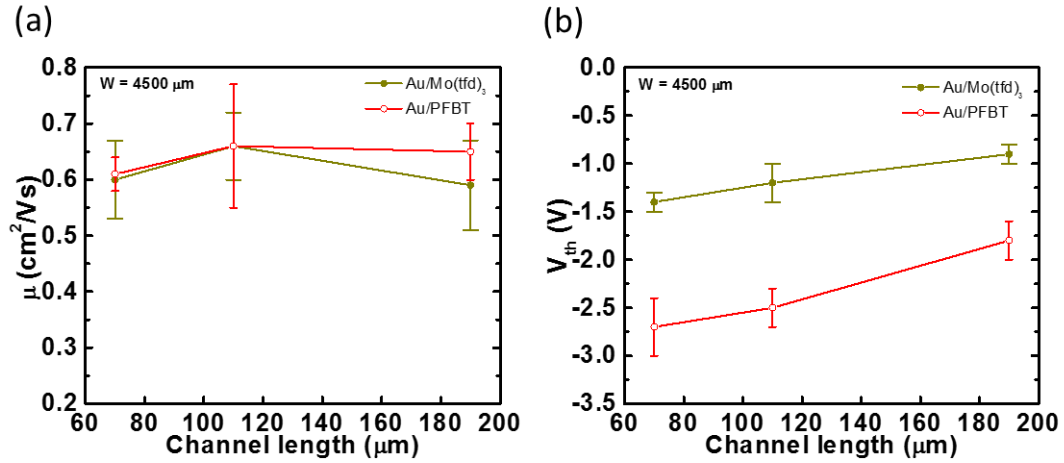 (a)
W = 4500 μm
Au/Mo(tfd)₃
Au/PFBT
μ (cm²/Vs)
0.8
0.7
0.6
0.5
0.4
0.3
0.2
60 80 100 120 140 160 180 200
Channel length (μm)
(b)
W = 4500 μm
Au/Mo(tfd)₃
Au/PFBT
V_th (V)
0.0
-0.5
-1.0
-1.5
-2.0
-2.5
-3.0
-3.5
60 80 100 120 140 160 180 200
Channel length (μm)